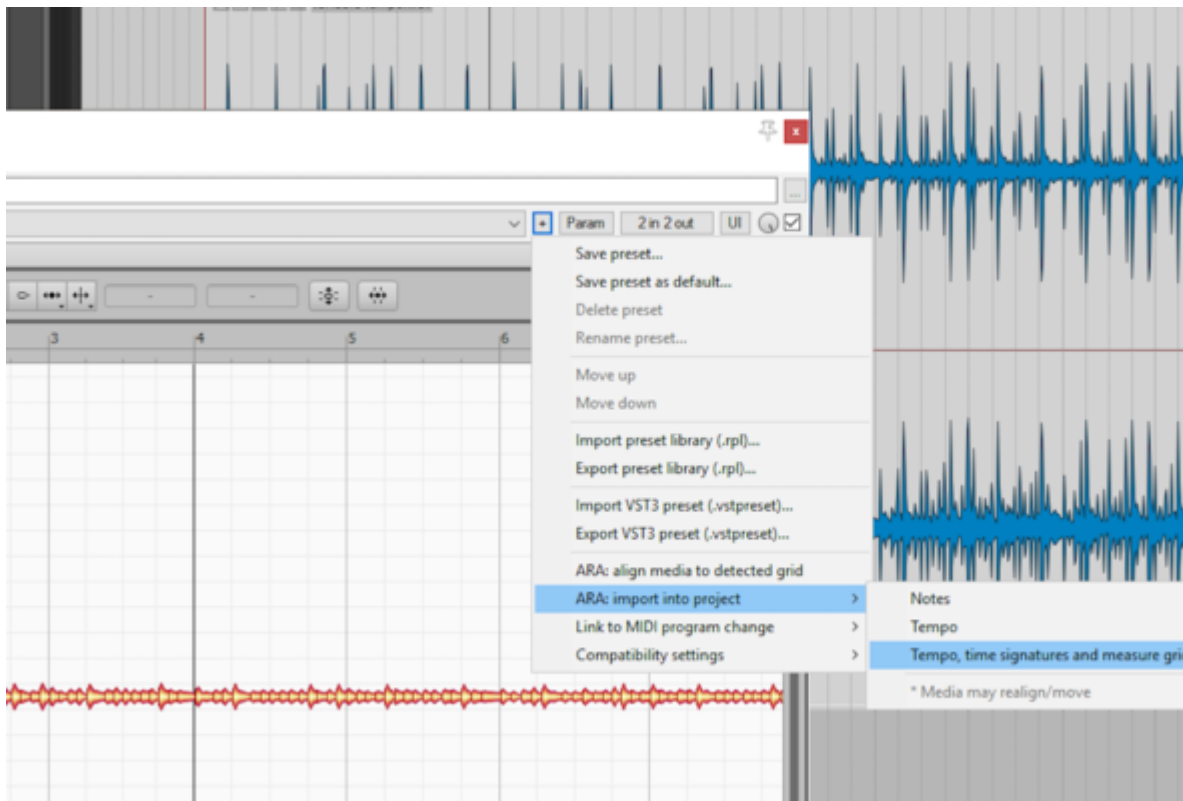 x
...
+ Param 2 in 2 out UI
Save preset...
Save preset as default...
Delete preset
Rename preset...
- -
3 4 5 6
Move up
Move down
Import preset library (.rpl)...
Export preset library (.rpl)...
Import VST3 preset (.vstpreset)...
Export VST3 preset (.vstpreset)...
ARA: align media to detected grid
ARA: import into project >
Notes
Link to MIDI program change >
Tempo
Compatibility settings >
Tempo, time signatures and measure gri
* Media may realign/move